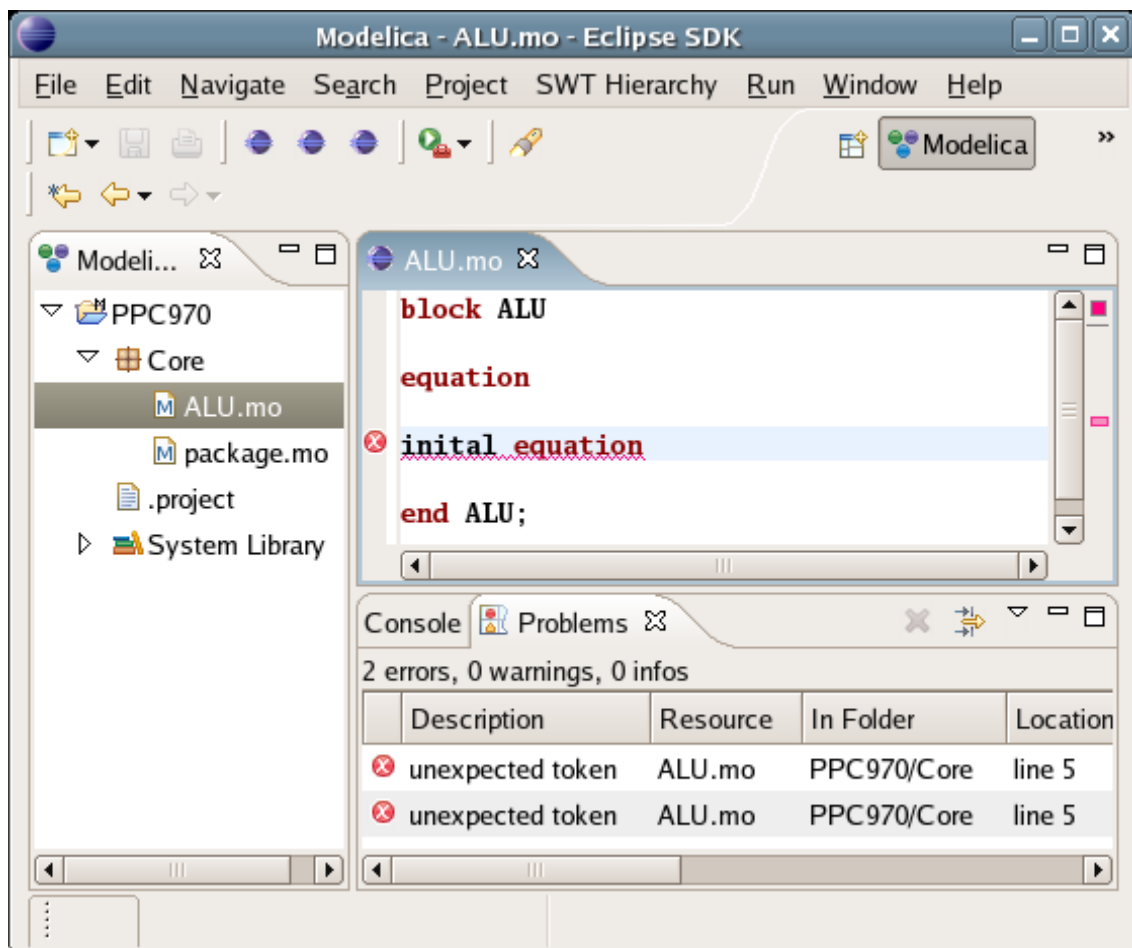 Modelica - ALU.mo - Eclipse SDK
File Edit Navigate Search Project SWT Hierarchy Run Window Help
Modelica »
Modeli...
PPC970
Core
ALU.mo
package.mo
.project
System Library
ALU.mo
block ALU
equation
inital equation
end ALU;
Console Problems
2 errors, 0 warnings, 0 infos
Description Resource In Folder Location
unexpected token ALU.mo PPC970/Core line 5
unexpected token ALU.mo PPC970/Core line 5